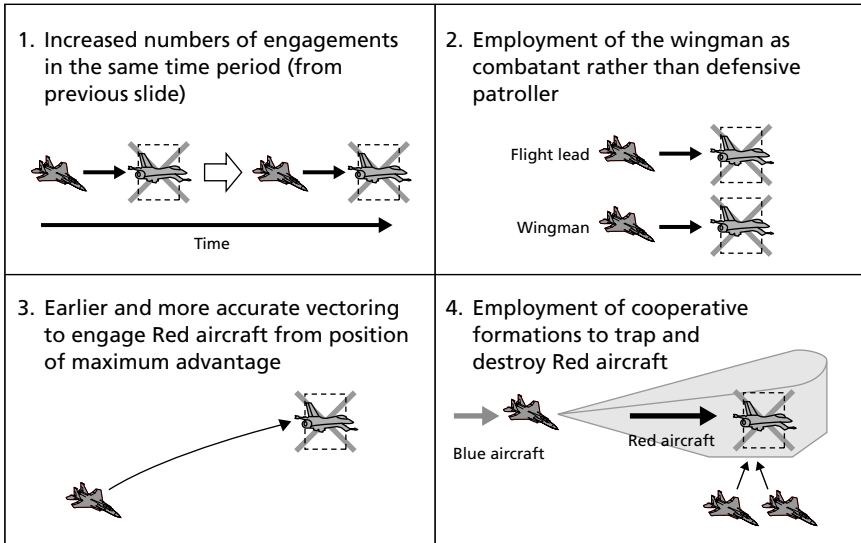 1. Increased numbers of engagements
in the same time period (from
previous slide)
Time
2. Employment of the wingman as
combatant rather than defensive
patroller
Flight lead
Wingman
3. Earlier and more accurate vectoring
to engage Red aircraft from position
of maximum advantage
4. Employment of cooperative
formations to trap and
destroy Red aircraft
Blue aircraft
Red aircraft